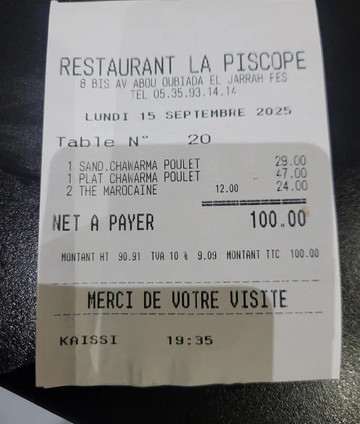 RESTAURANT LA PISCOPE
8 BIS AV ABOU OUBIADA EL JARRAH FES
TEL 05.35.93.14.14
LUNDI 15 SEPTEMBRE 2025
Table N° 20
1 SAND.CHAWARMA POULET 29.00
1 PLAT CHAWARMA POULET 47.00
2 THE MAROCAINE 12.00 24.00
NET A PAYER 100.00
MONTANT HT 90.91 TVA 10 % 9.09 MONTANT TTC 100.00
MERCI DE VOTRE VISITE
KAISSI 19:35